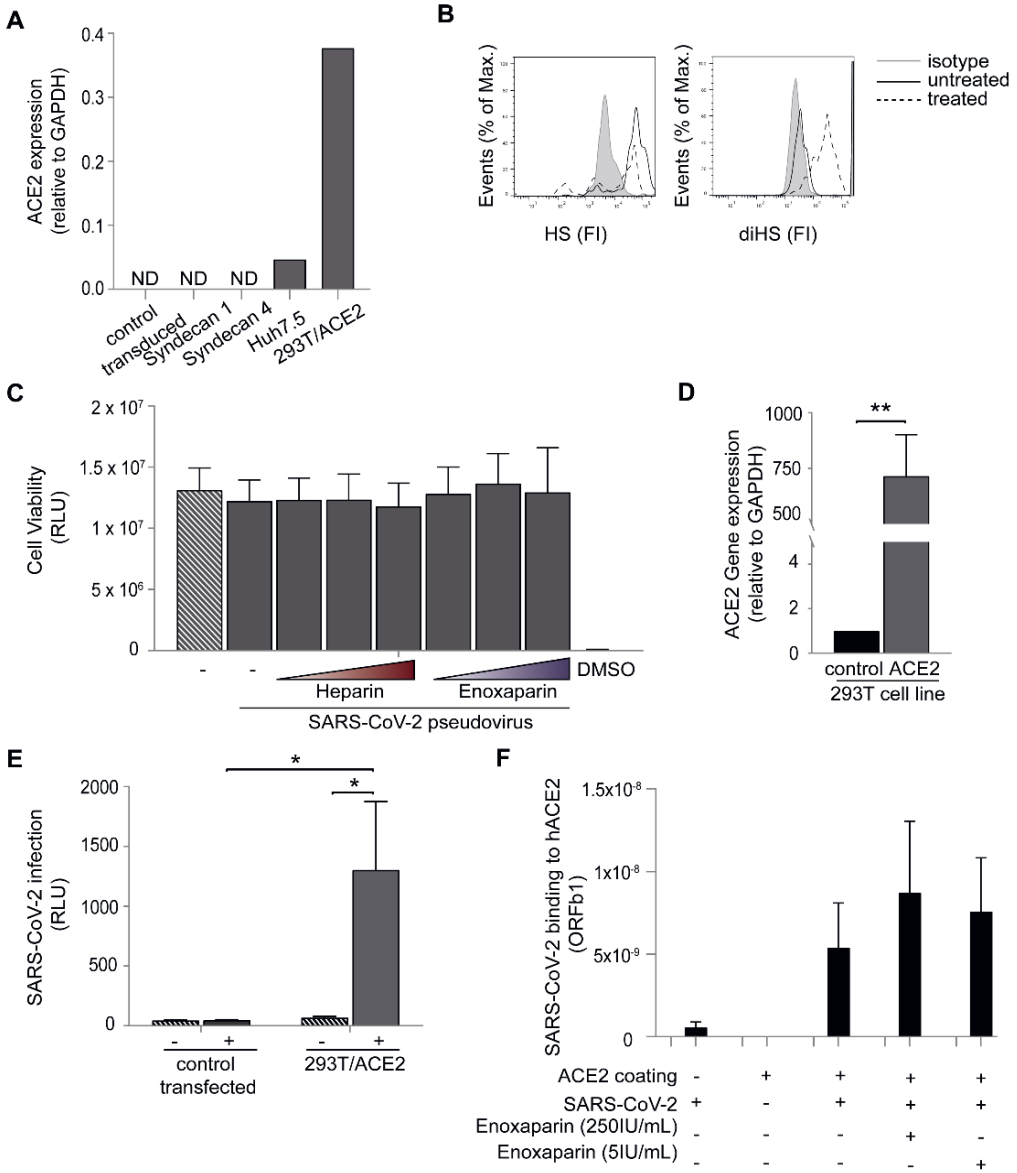 A
ACE2 expression
(relative to GAPDH)
0.4
0.3
0.2
0.1
0.0
ND ND ND
control
transduced
Syndecan 1
Syndecan 4
Huh7.5
293T/ACE2
B
Events (% of Max.)
HS (FI)
Events (% of Max.)
diHS (FI)
isotype
untreated
treated
C
Cell Viability
(RLU)
2 x 10⁷
1.5 x 10⁷
1 x 10⁷
5 x 10⁶
0
- -
Heparin
Enoxaparin
DMSO
SARS-CoV-2 pseudovirus
D
ACE2 Gene expression
(relative to GAPDH)
1000
750
500
4
2
0
**
control ACE2
293T cell line
E
SARS-CoV-2 infection
(RLU)
2000
1500
1000
500
0
*
*
- + - +
control
transfected
293T/ACE2
F
SARS-CoV-2 binding to hACE2
(ORFb1)
1.5x10⁻⁸
1x10⁻⁸
5x10⁻⁹
0
ACE2 coating - + + + +
SARS-CoV-2 + - + + +
Enoxaparin (250IU/mL) - - - + -
Enoxaparin (5IU/mL) - - - - +